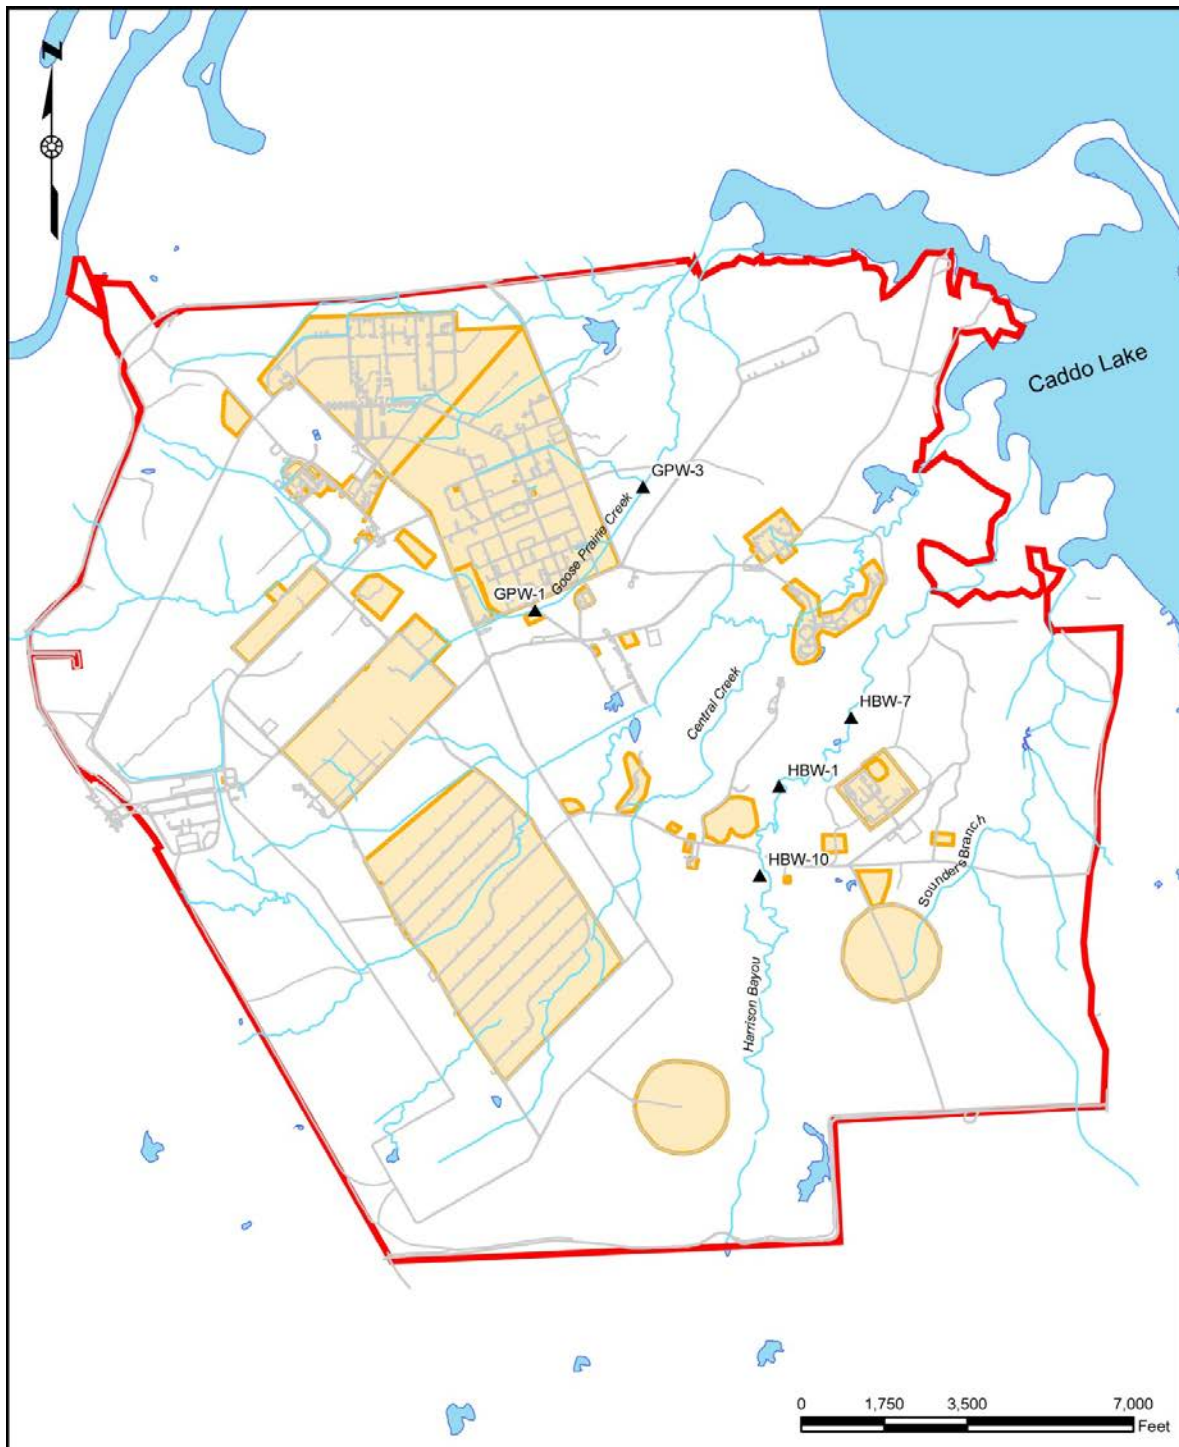 N
Caddo Lake
GPW-3
Goose Prairie Creek
GPW-1
Central Creek
HBW-7
HBW-1
HBW-10
Sounders Branch
Harrison Bayou
0 1,750 3,500 7,000
Feet